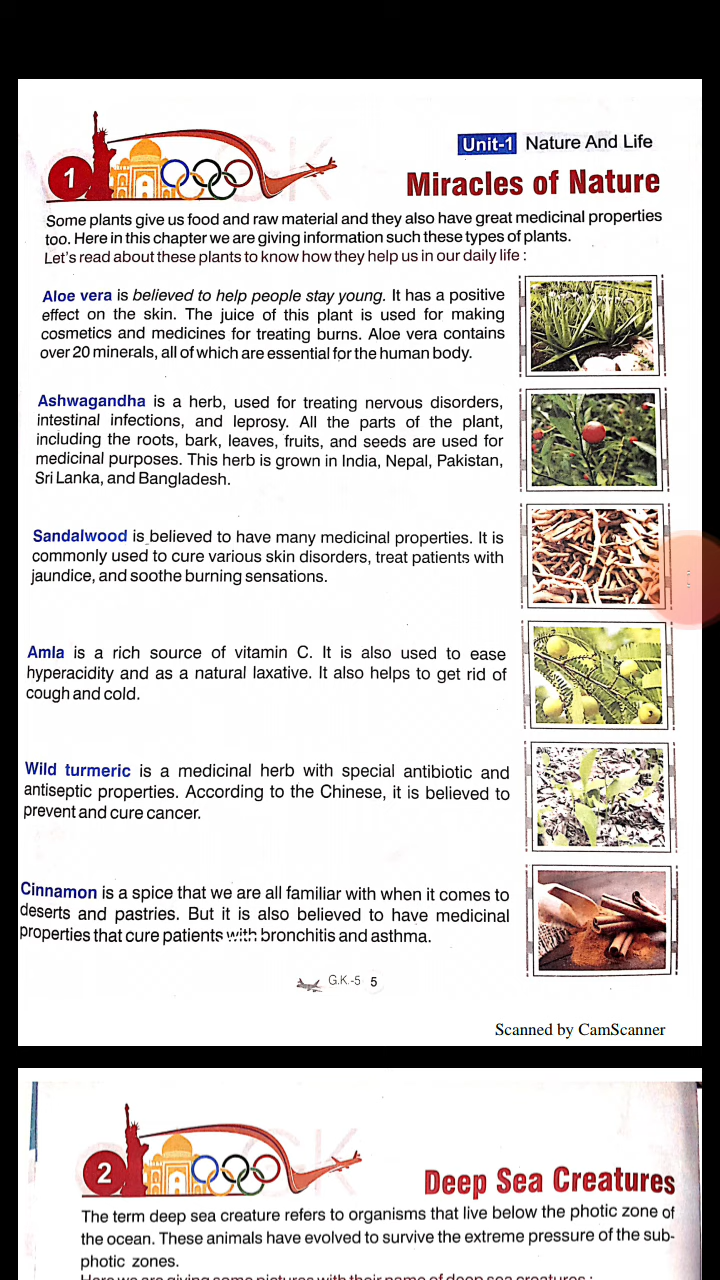 1
Unit-1 Nature And Life
Miracles of Nature
Some plants give us food and raw material and they also have great medicinal properties
too. Here in this chapter we are giving information such these types of plants.
Let's read about these plants to know how they help us in our daily life :
Aloe vera is believed to help people stay young. It has a positive
effect on the skin. The juice of this plant is used for making
cosmetics and medicines for treating burns. Aloe vera contains
over 20 minerals, all of which are essential for the human body.
Ashwagandha is a herb, used for treating nervous disorders,
intestinal infections, and leprosy. All the parts of the plant,
including the roots, bark, leaves, fruits, and seeds are used for
medicinal purposes. This herb is grown in India, Nepal, Pakistan,
Sri Lanka, and Bangladesh.
Sandalwood is believed to have many medicinal properties. It is
commonly used to cure various skin disorders, treat patients with
jaundice, and soothe burning sensations.
Amla is a rich source of vitamin C. It is also used to ease
hyperacidity and as a natural laxative. It also helps to get rid of
cough and cold.
Wild turmeric is a medicinal herb with special antibiotic and
antiseptic properties. According to the Chinese, it is believed to
prevent and cure cancer.
Cinnamon is a spice that we are all familiar with when it comes to
deserts and pastries. But it is also believed to have medicinal
properties that cure patients with bronchitis and asthma.
G.K.-5 5
Scanned by CamScanner
2
Deep Sea Creatures
The term deep sea creature refers to organisms that live below the photic zone of
the ocean. These animals have evolved to survive the extreme pressure of the sub-
photic zones.
Here we are giving some pictures with their name of deep sea creatures :